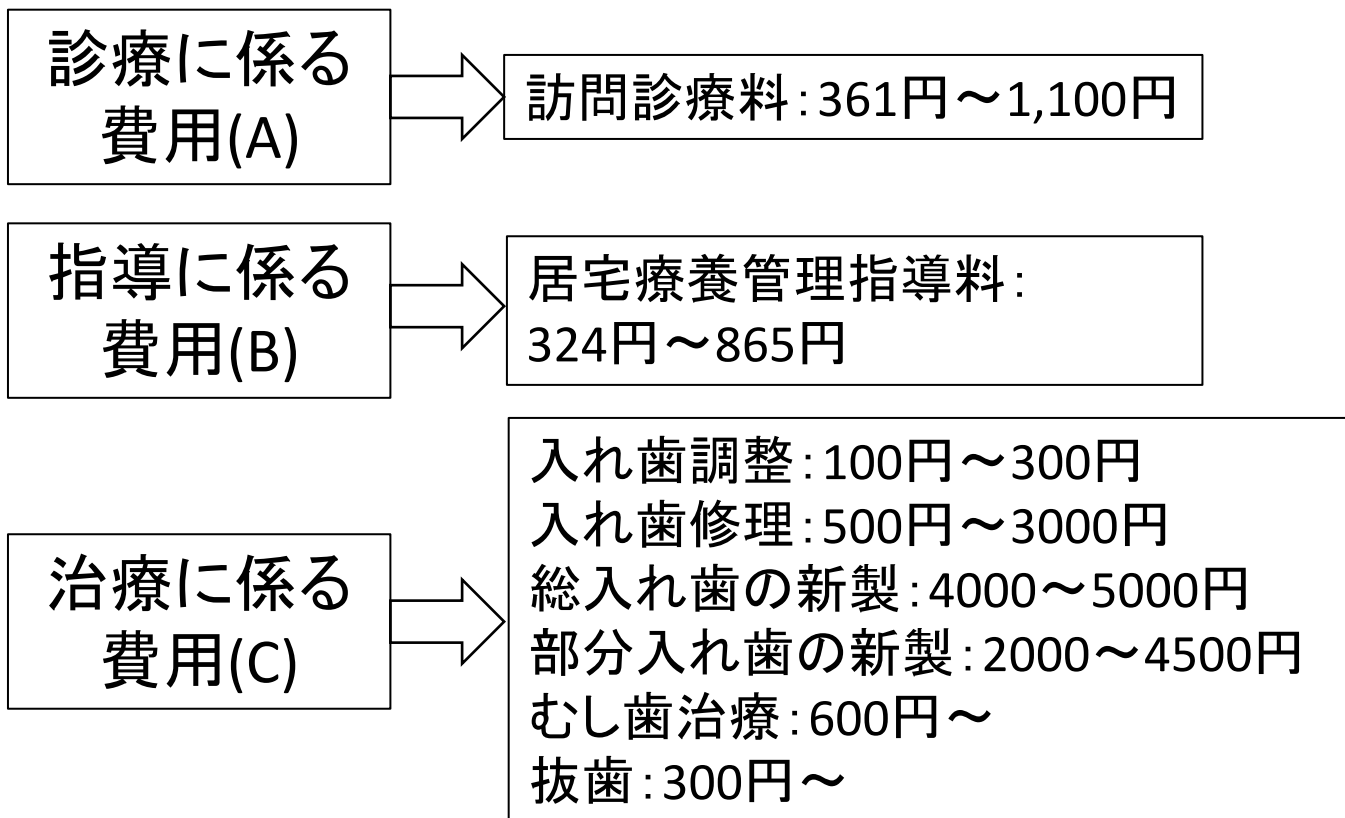 診療に係る
費用(A)
訪問診療料：361円～1,100円
指導に係る
費用(B)
居宅療養管理指導料：
324円～865円
治療に係る
費用(C)
入れ歯調整：100円～300円
入れ歯修理：500円～3000円
総入れ歯の新製：4000～5000円
部分入れ歯の新製：2000～4500円
むし歯治療：600円～
抜歯：300円～